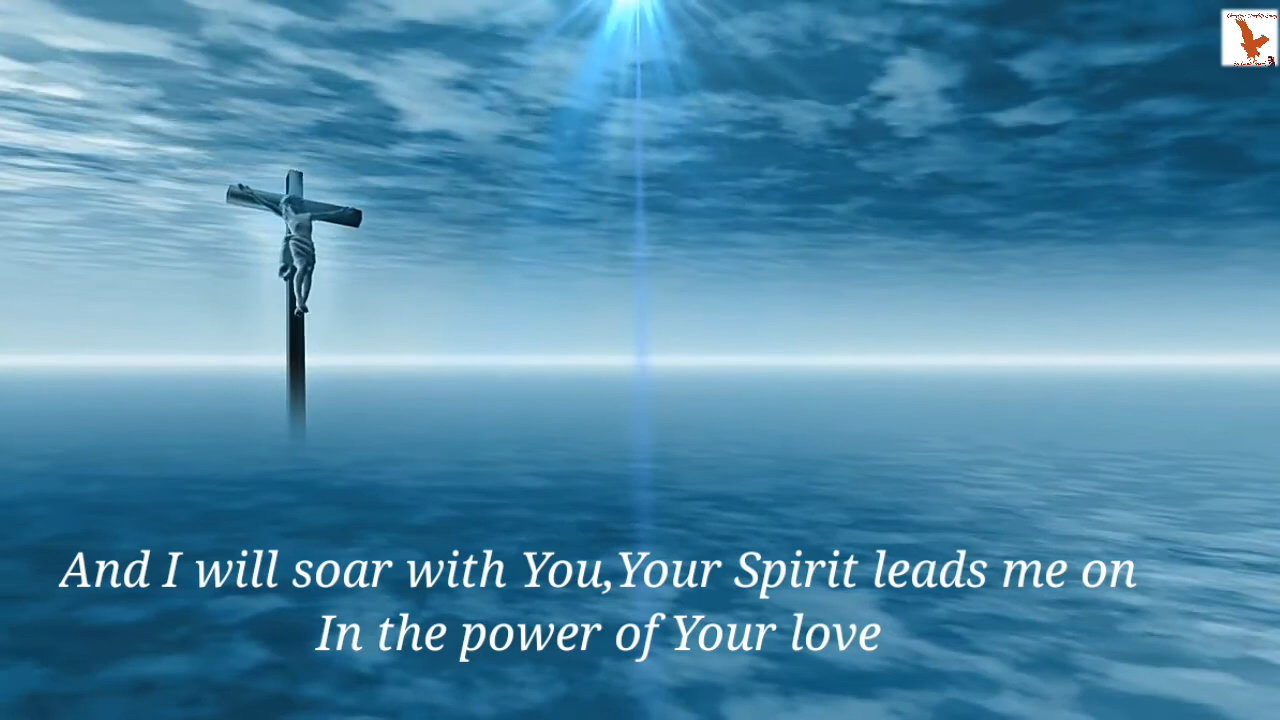 And I will soar with You,Your Spirit leads me on
In the power of Your love